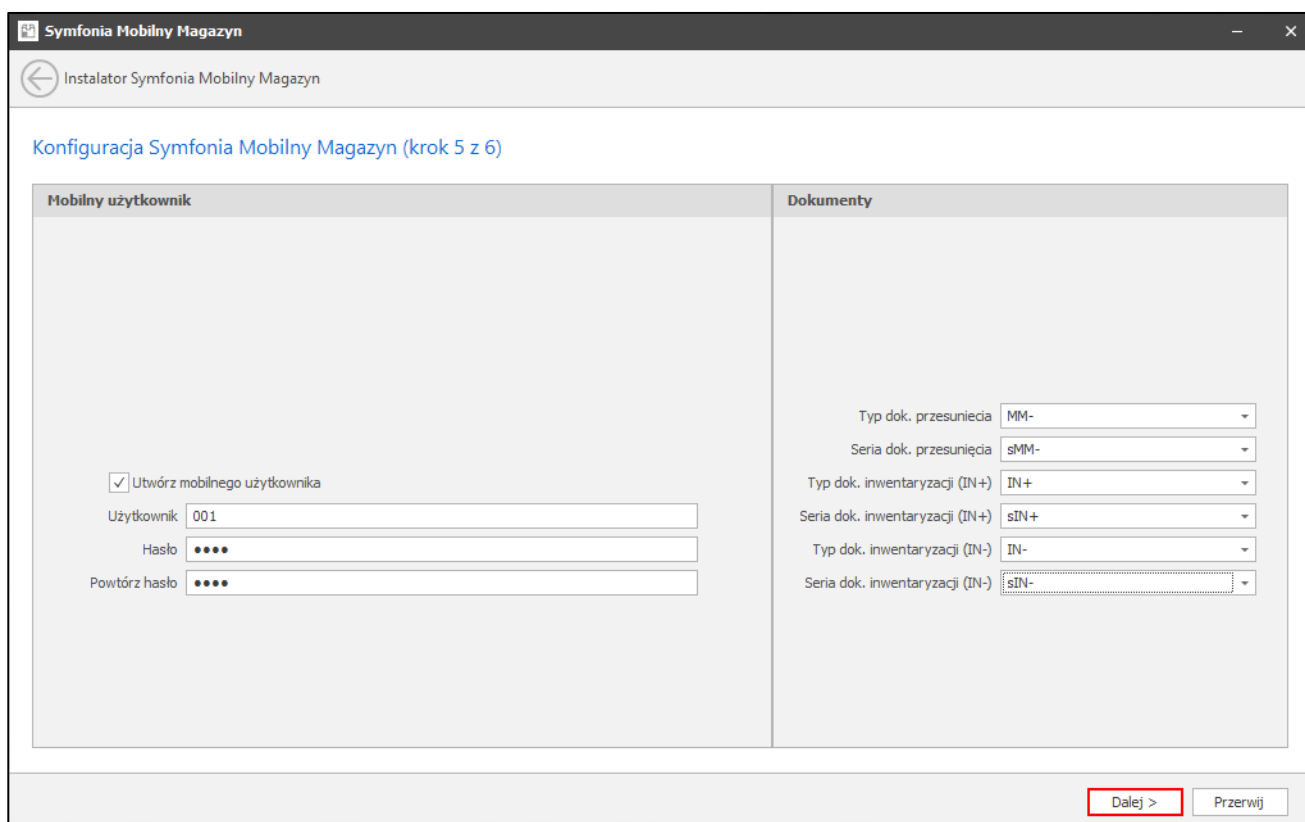 Symfonia Mobilny Magazyn
Instalator Symfonia Mobilny Magazyn
Konfiguracja Symfonia Mobilny Magazyn (krok 5 z 6)
Mobilny użytkownik
Utwórz mobilnego użytkownika
Użytkownik 001
Hasło ••••
Powtórz hasło ••••
Dokumenty
Typ dok. przesuniecia MM-
Seria dok. przesunięcia sMM-
Typ dok. inwentaryzacji (IN+) IN+
Seria dok. inwentaryzacji (IN+) sIN+
Typ dok. inwentaryzacji (IN-) IN-
Seria dok. inwentaryzacji (IN-) sIN-
Dalej > Przerwij